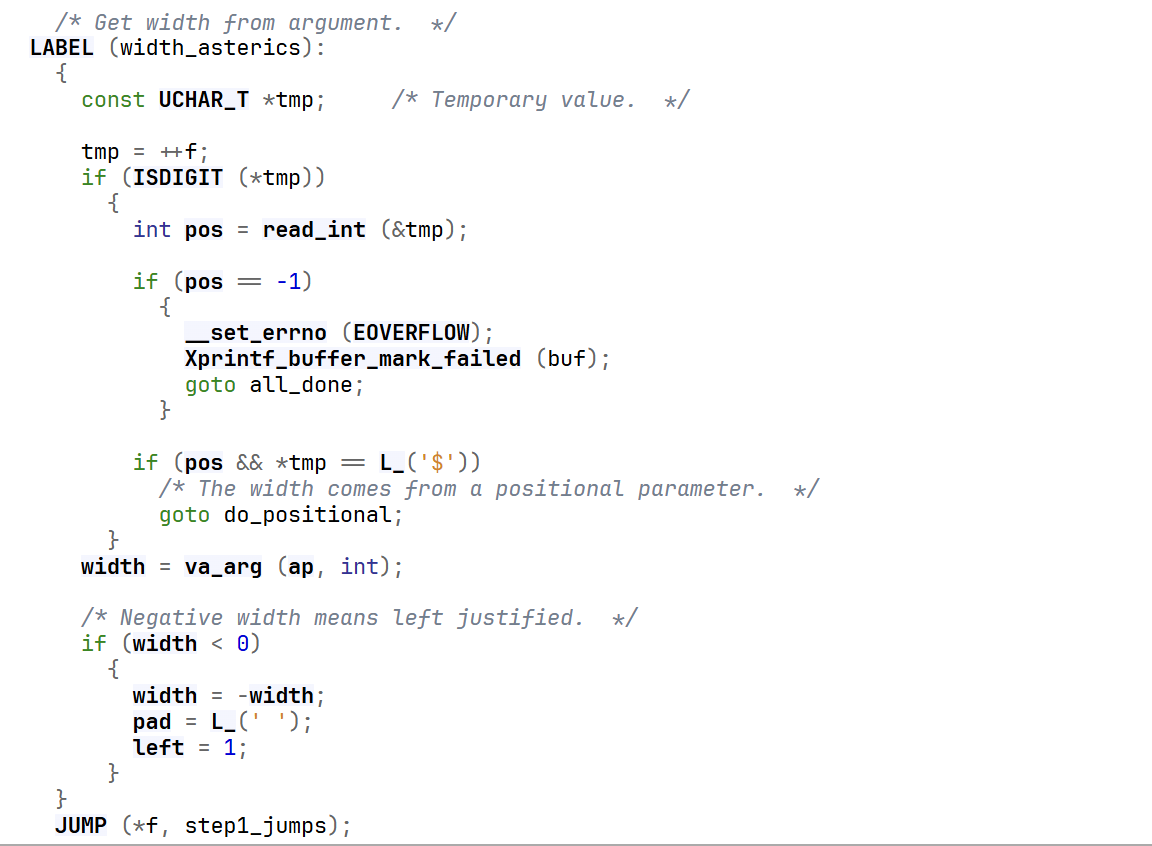 /* Get width from argument.  */
LABEL (width_asterics):
{
const UCHAR_T *tmp;     /* Temporary value.  */
tmp = ++f;
if (ISDIGIT (*tmp))
{
int pos = read_int (&tmp);
if (pos == -1)
{
__set_errno (EOVERFLOW);
Xprintf_buffer_mark_failed (buf);
goto all_done;
}
if (pos && *tmp == L_('$'))
/* The width comes from a positional parameter.  */
goto do_positional;
}
width = va_arg (ap, int);
/* Negative width means left justified.  */
if (width < 0)
{
width = -width;
pad = L_(' ');
left = 1;
}
}
JUMP (*f, step1_jumps);